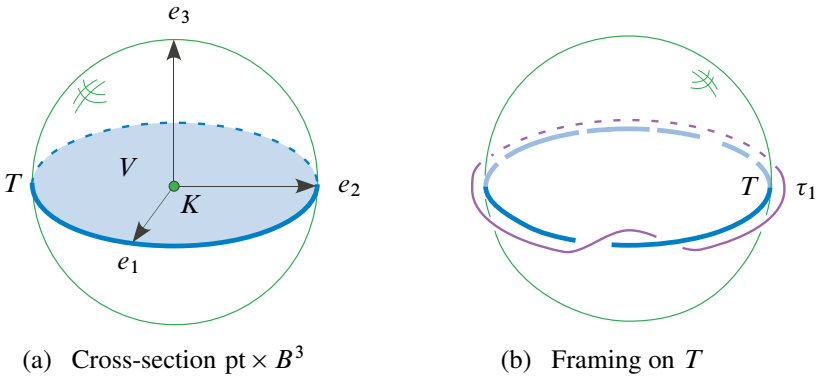 e₃
V
T
K
e₂
e₁
T
τ₁
(a) Cross-section pt × B³
(b) Framing on T